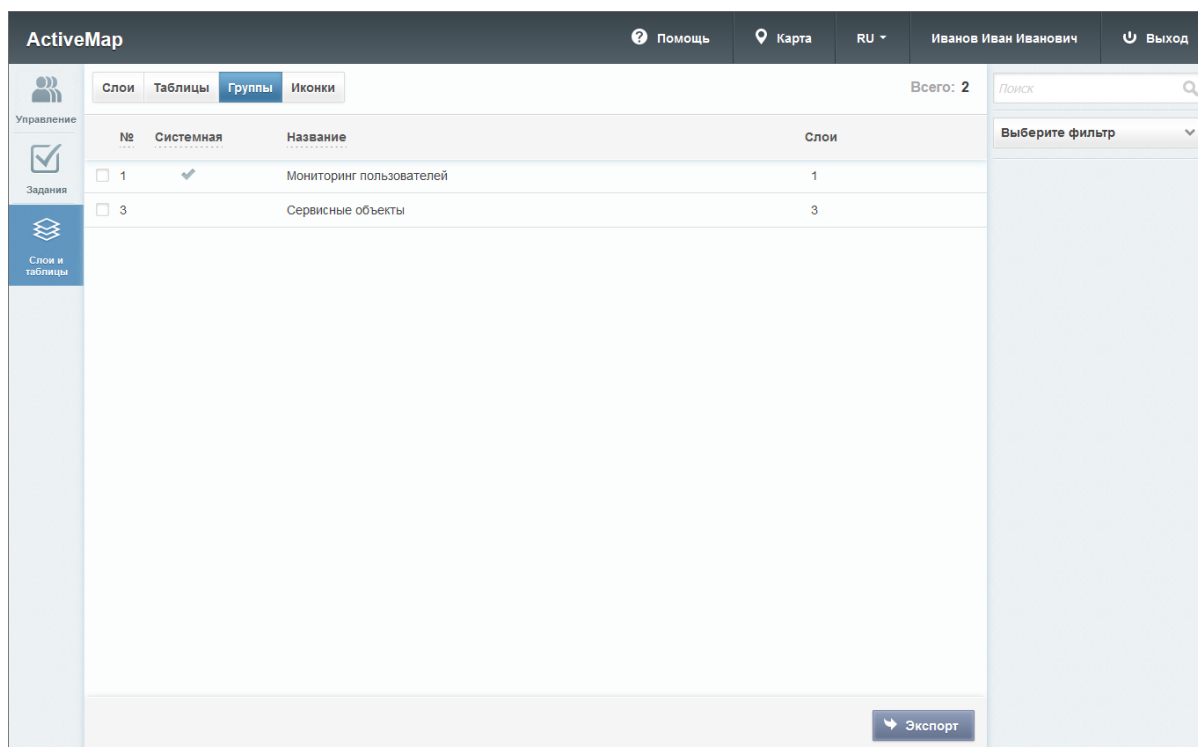 ActiveMap
Помощь
Карта
RU
Иванов Иван Иванович
Выход
Управление
Задания
Слои и
таблицы
Слои Таблицы Группы Иконки
Всего: 2
№ Системная Название Слои
1 Мониторинг пользователей 1
3 Сервисные объекты 3
Экспорт
Поиск
Выберите фильтр